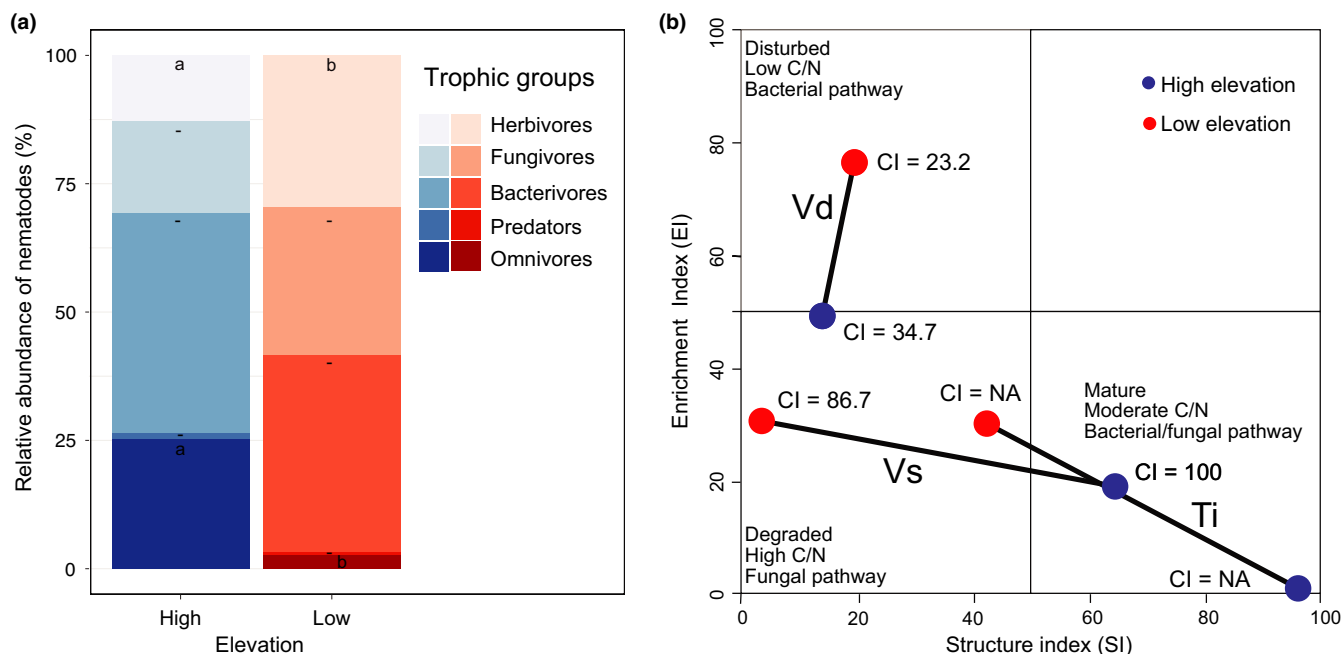 (a)
100
75
50
25
0
Relative abundance of nematodes (%)
a
-
-
-
a
b
-
-
-
b
High
Low
Elevation
Trophic groups
Herbivores
Fungivores
Bacterivores
Predators
Omnivores
(b)
100
80
60
40
20
0
Enrichment Index (EI)
Disturbed
Low C/N
Bacterial pathway
High elevation
Low elevation
CI = 23.2
Vd
CI = 34.7
CI = 86.7
CI = NA
Mature
Moderate C/N
Bacterial/fungal pathway
Vs
CI = 100
Ti
Degraded
High C/N
Fungal pathway
CI = NA
0
20
40
60
80
100
Structure index (SI)